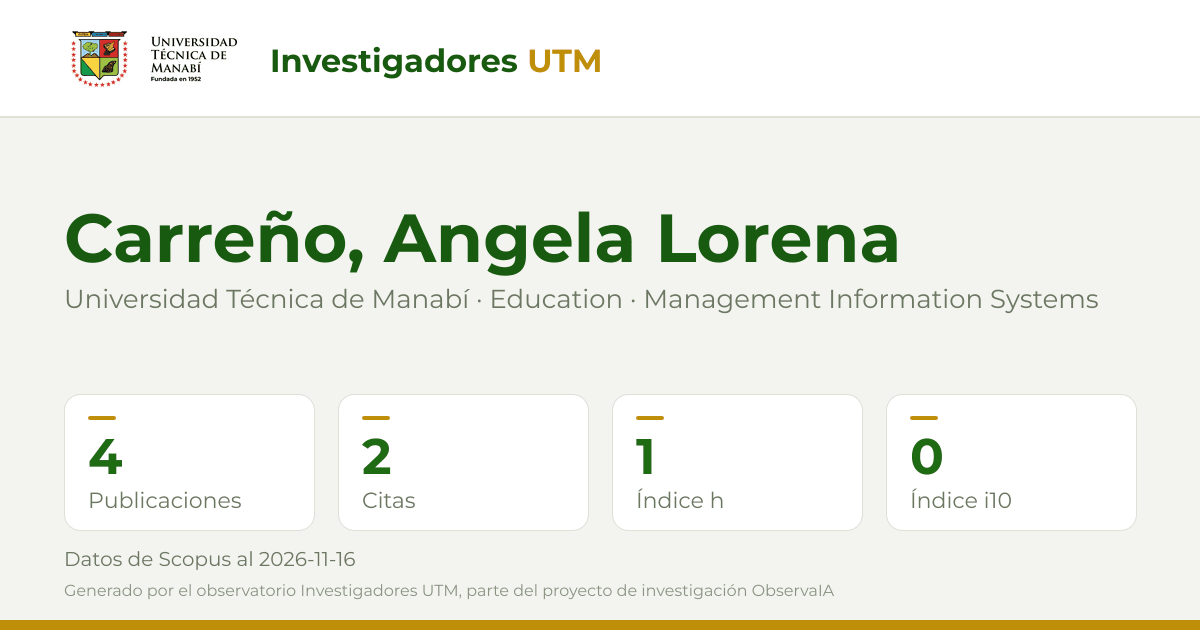 UNIVERSIDAD
TÉCNICA DE
MANABÍ
Fundada en 1952
Investigadores UTM
Carreño, Angela Lorena
Universidad Técnica de Manabí · Education · Management Information Systems
4
Publicaciones
2
Citas
1
Índice h
0
Índice i10
Datos de Scopus al 2026-11-16
Generado por el observatorio Investigadores UTM, parte del proyecto de investigación ObservaIA